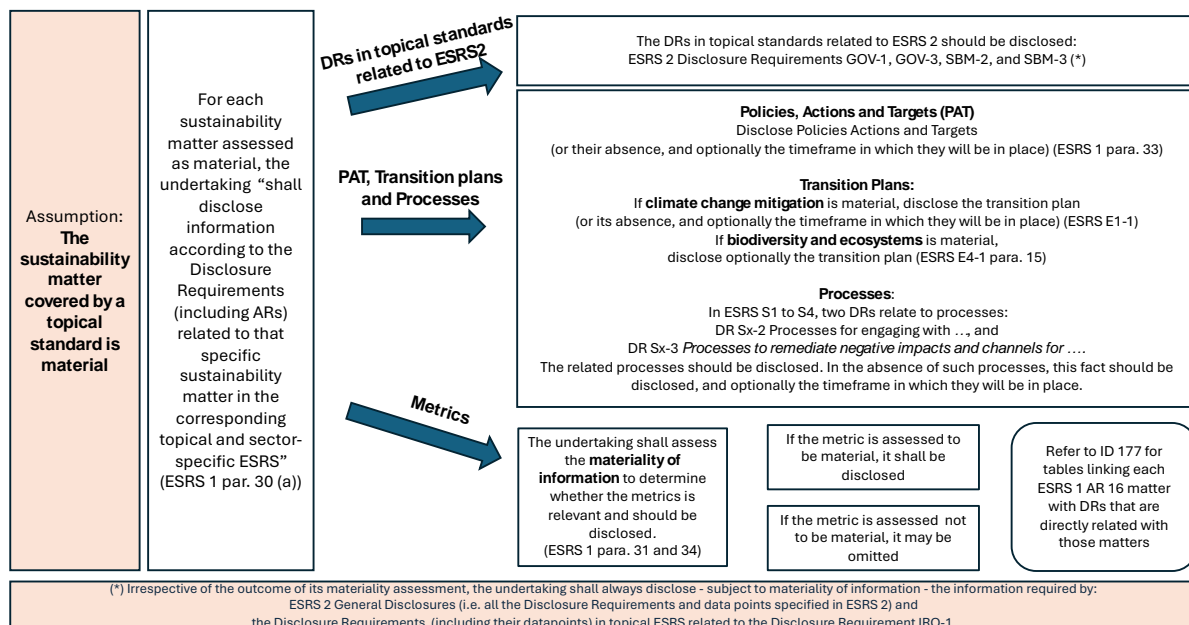 Assumption:
The
sustainability
matter
covered by a
topical
standard is
material
For each
sustainability
matter assessed
as material, the
undertaking “shall
disclose
information
according to the
Disclosure
Requirements
(including ARs)
related to that
specific
sustainability
matter in the
corresponding
topical and sector-
specific ESRS”
(ESRS 1 par. 30 (a))
DRs in topical standards
related to ESRS2
The DRs in topical standards related to ESRS 2 should be disclosed:
ESRS 2 Disclosure Requirements GOV-1, GOV-3, SBM-2, and SBM-3 (*)
PAT, Transition plans
and Processes
Policies, Actions and Targets (PAT)
Disclose Policies Actions and Targets
(or their absence, and optionally the timeframe in which they will be in place) (ESRS 1 para. 33)
Transition Plans:
If climate change mitigation is material, disclose the transition plan
(or its absence, and optionally the timeframe in which they will be in place) (ESRS E1-1)
If biodiversity and ecosystems is material,
disclose optionally the transition plan (ESRS E4-1 para. 15)
Processes:
In ESRS S1 to S4, two DRs relate to processes:
DR Sx-2 Processes for engaging with …, and
DR Sx-3 Processes to remediate negative impacts and channels for ….
The related processes should be disclosed. In the absence of such processes, this fact should be
disclosed, and optionally the timeframe in which they will be in place.
Metrics
The undertaking shall assess
the materiality of
information to determine
whether the metrics is
relevant and should be
disclosed.
(ESRS 1 para. 31 and 34)
If the metric is assessed to
be material, it shall be
disclosed
If the metric is assessed not
to be material, it may be
omitted
Refer to ID 177 for
tables linking each
ESRS 1 AR 16 matter
with DRs that are
directly related with
those matters
(*) Irrespective of the outcome of its materiality assessment, the undertaking shall always disclose - subject to materiality of information - the information required by:
ESRS 2 General Disclosures (i.e. all the Disclosure Requirements and data points specified in ESRS 2) and
the Disclosure Requirements (including their datapoints) in topical ESRS related to the Disclosure Requirement IRO-1